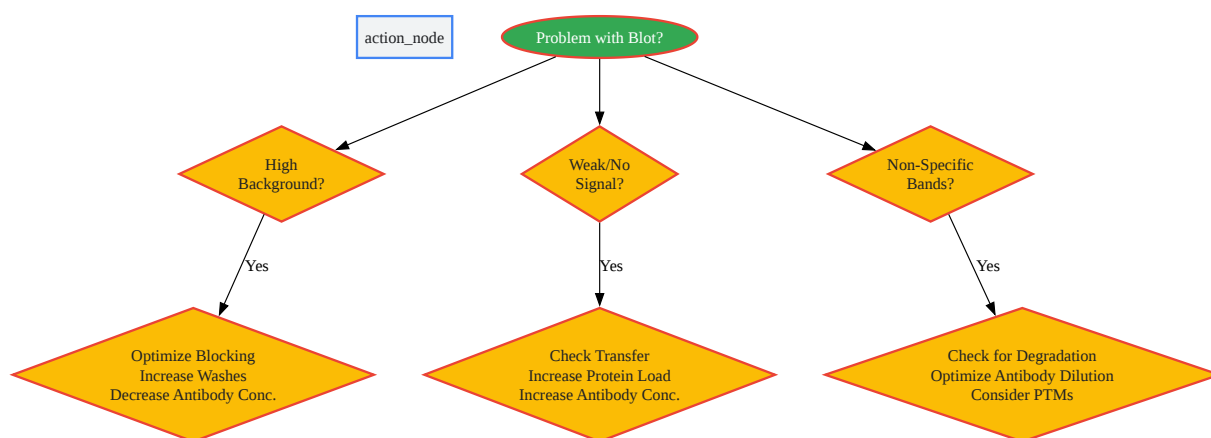 action_node
Problem with Blot?
High
Background?
Weak/No
Signal?
Non-Specific
Bands?
Yes
Yes
Yes
Optimize Blocking
Increase Washes
Decrease Antibody Conc.
Check Transfer
Increase Protein Load
Increase Antibody Conc.
Check for Degradation
Optimize Antibody Dilution
Consider PTMs